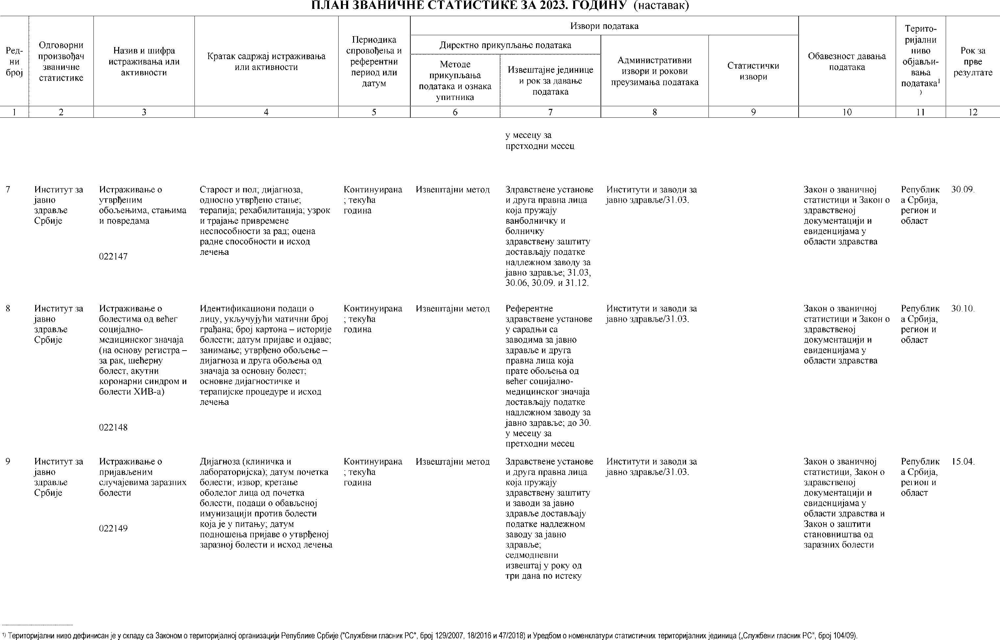 ПЛАН ЗВАНИЧНЕ СТАТИСТИКЕ ЗА 2023. ГОДИНУ (наставак)
Ред-
ни
број
Одговорни
произвођач
званичне
статистике
Назив и шифра
истраживања или
активности
Кратак садржај истраживања
или активности
Периодика
спровођења и
референтни
период или
датум
Извори података
Директно прикупљање података
Методе
прикупљања
података и ознака
упитника
Извештајне јединице
и рок за давање
података
Административни
извори и рокови
преузимања података
Статистички
извори
Обавезност давања
података
Терито-
ријални
ниво
објављи-
вања
података1
)
Рок за
прве
резултате
1 2 3 4 5 6 7 8 9 10 11 12
у месецу за
претходни месец
7
Институт за
јавно
здравље
Србије
Истраживање о
утврђеним
обољењима, стањима
и повредама
022147
Старост и пол; дијагноза,
односно утврђено стање;
терапија; рехабилитација; узрок
и трајање привремене
неспособности за рад; оцена
радне способности и исход
лечења
Континуирана
; текућа
година
Извештајни метод
Здравствене установе
и друга правна лица
која пружају
ванболничку и
болничку
здравствену заштиту
достављају податке
надлежном заводу за
јавно здравље; 31.03,
30.06, 30.09. и 31.12.
Институти и заводи за
јавно здравље/31.03.
Закон о званичној
статистици и Закон о
здравственој
документацији и
евиденцијама у
области здравства
Републик
а Србија,
регион и
област
30.09.
8
Институт за
јавно
здравље
Србије
Истраживање о
болестима од већег
социјално-
медицинског значаја
(на основу регистра –
за рак, шећерну
болест, акутни
коронарни синдром и
болести ХИВ-а)
022148
Идентификациони подаци о
лицу, укључујући матични број
грађана; број картона – историје
болести; датум пријаве и одјаве;
занимање; утврђено обољење –
дијагноза и друга обољења од
значаја за основну болест;
основне дијагностичке и
терапијске процедуре и исход
лечења
Континуирана
; текућа
година
Извештајни метод
Референтне
здравствене установе
у сарадњи са
заводима за јавно
здравље и друга
правна лица која
прате обољења од
већег социјално-
медицинског значаја
достављају податке
надлежном заводу за
јавно здравље; до 30.
у месецу за
претходни месец
Институти и заводи за
јавно здравље/31.03.
Закон о званичној
статистици и Закон о
здравственој
документацији и
евиденцијама у
области здравства
Републик
а Србија,
регион и
област
30.10.
9
Институт за
јавно
здравље
Србије
Истраживање о
пријављеним
случајевима заразних
болести
022149
Дијагноза (клиничка и
лабораторијска); датум почетка
болести; извор; кретање
оболелог лица од почетка
болести, подаци о обављеној
имунизацији против болести
која је у питању; датум
подношења пријаве о утврђеној
заразној болести и исход лечења
Континуирана
; текућа
година
Извештајни метод
Здравствене установе
и друга правна лица
која пружају
здравствену заштиту
и заводи за јавно
здравље достављају
податке надлежном
заводу за јавно
здравље;
седмодневни
извештај у року од
три дана по истеку
Институти и заводи за
јавно здравље/31.03.
Закон о званичној
статистици, Закон о
здравственој
документацији и
евиденцијама у
области здравства и
Закон о заштити
становништва од
заразних болести
Републик
а Србија,
регион и
област
15.04.
1) Територијални ниво дефинисан је у складу са Законом о територијалној организацији Републике Србије ("Службени гласник РС", број 129/2007, 18/2016 и 47/2018) и Уредбом о номенклатури статистичких територијалних јединица („Службени гласник РС", број 104/09).